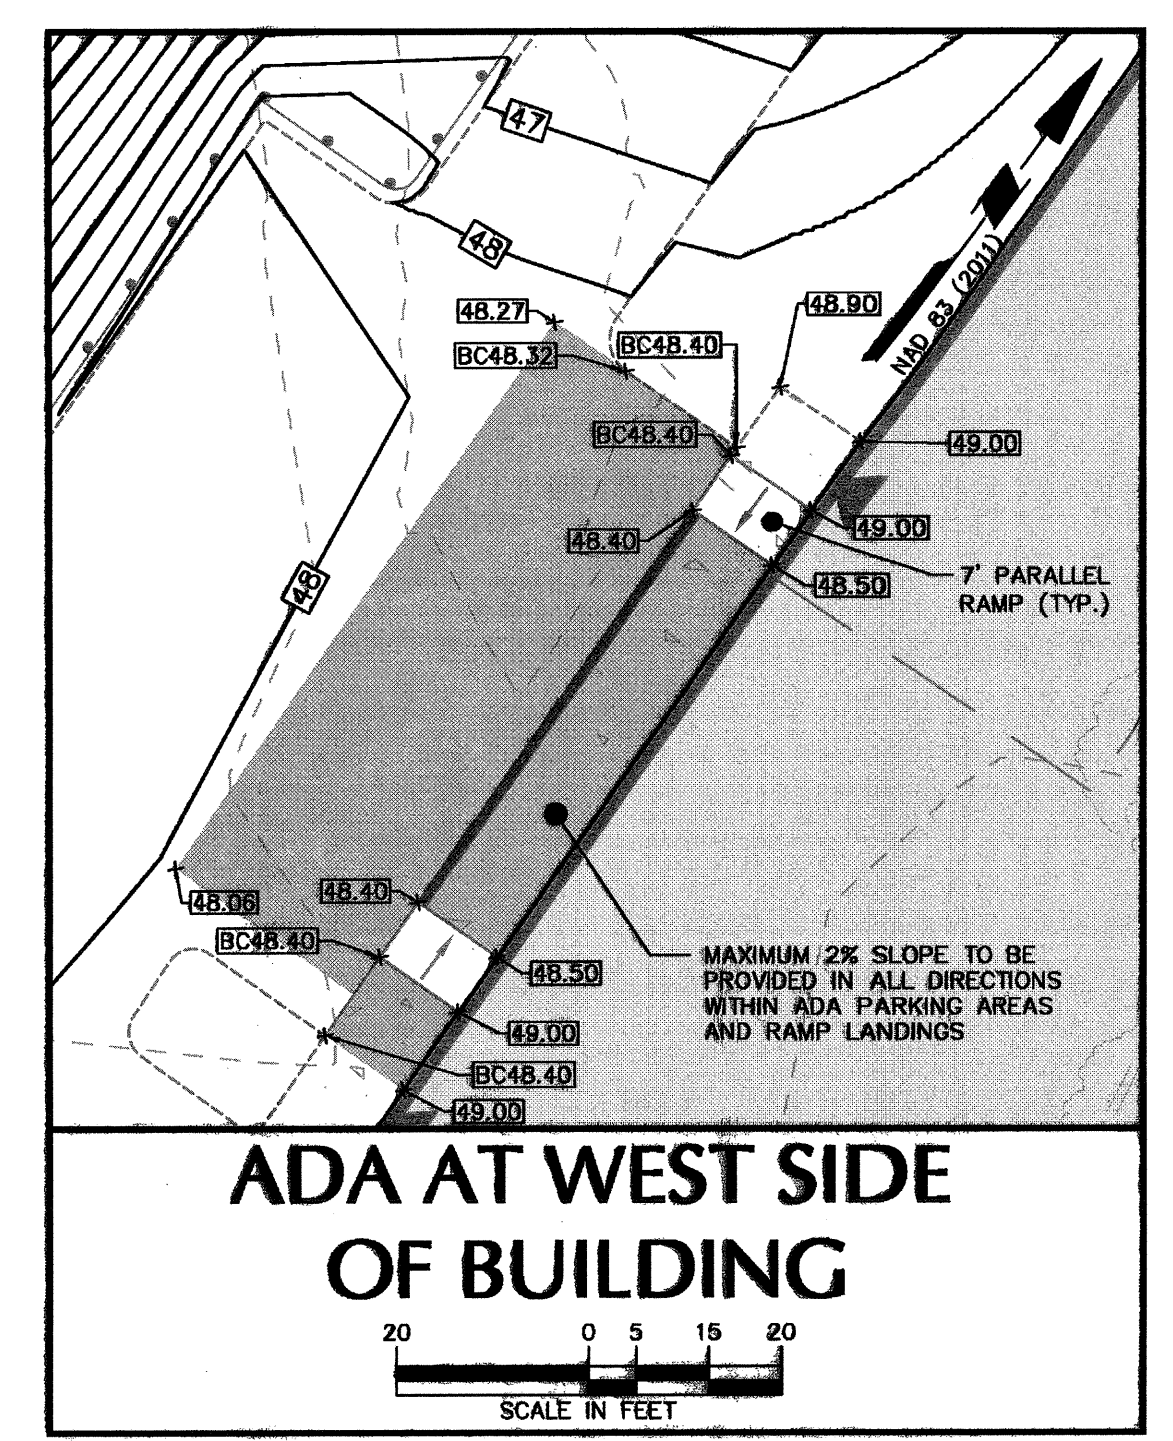 47
48
48.27
48.90
BC48.32
BC48.40
NAD 83 (2011)
BC48.40
49.00
48.40
49.00
48.50
7' PARALLEL
RAMP (TYP.)
48
48.40
48.06
BC48.40
48.50
MAXIMUM 2% SLOPE TO BE
PROVIDED IN ALL DIRECTIONS
WITHIN ADA PARKING AREAS
AND RAMP LANDINGS
49.00
BC48.40
49.00
ADA AT WEST SIDE
OF BUILDING
20 0 5 15 20
SCALE IN FEET